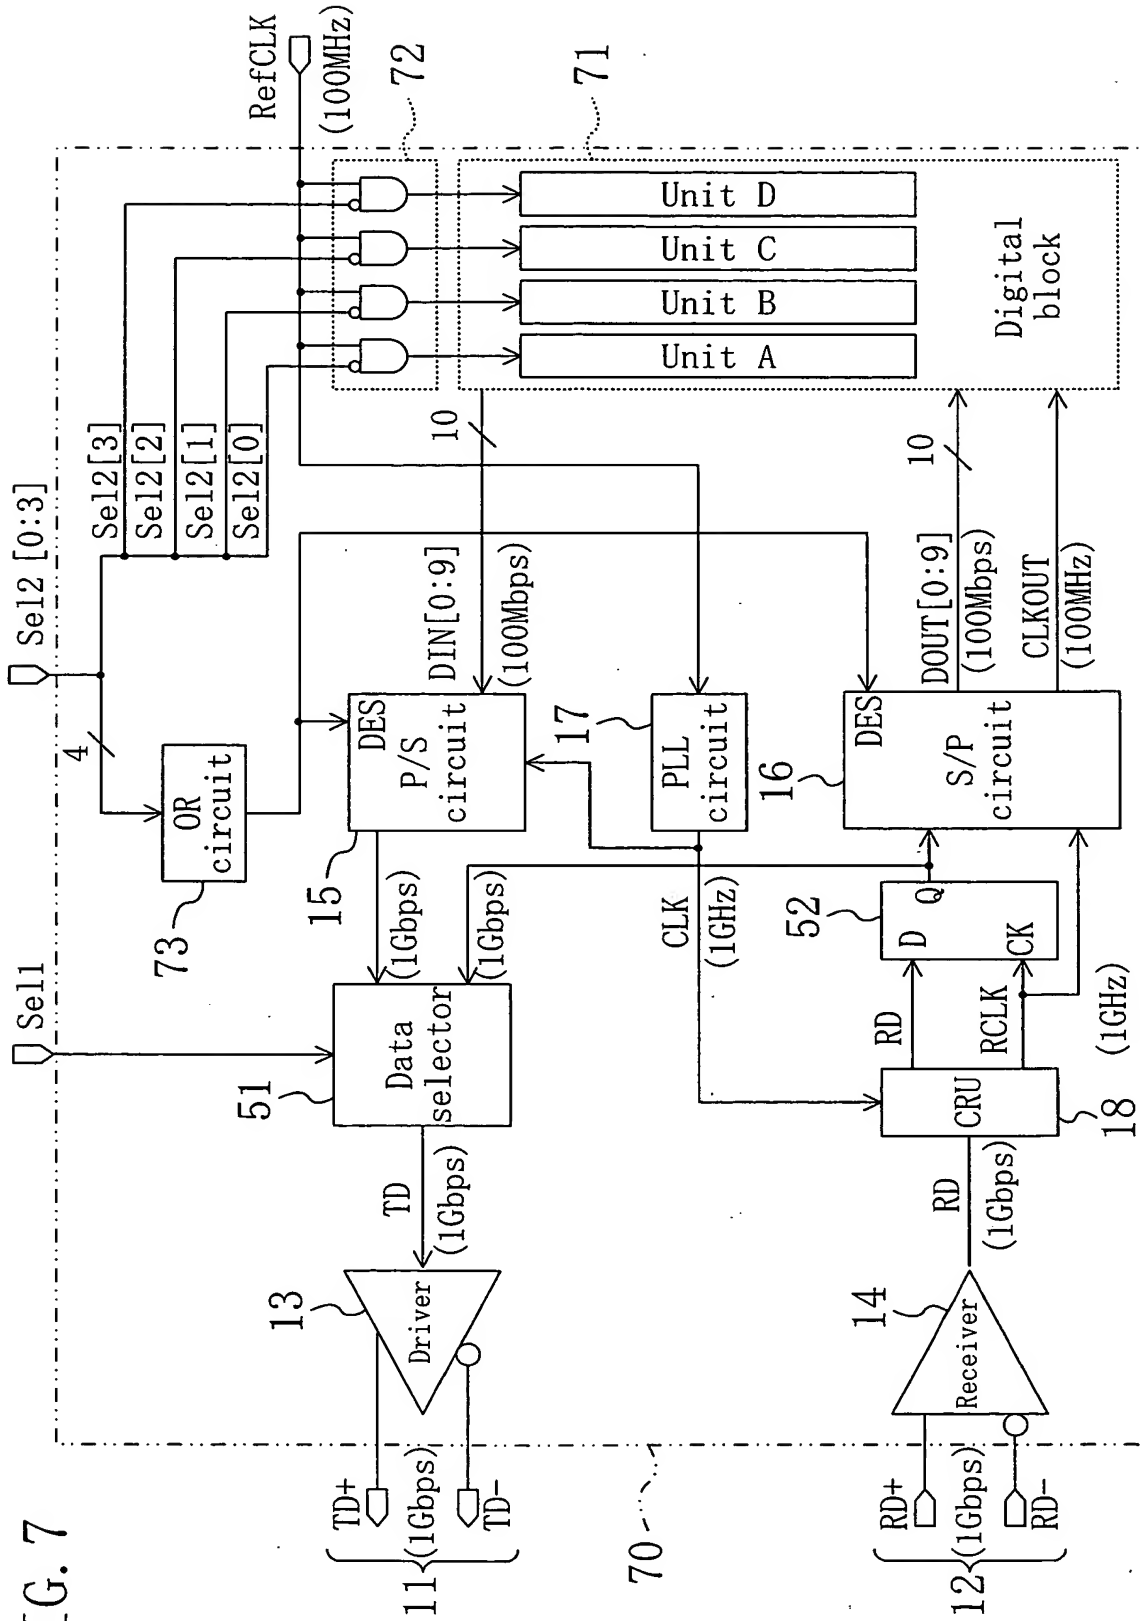 FIG. 7
Sel1
Sel2 [0:3]
RefCLK
(100MHz)
73
OR
circuit
4
Sel2[3]
Sel2[2]
Sel2[1]
Sel2[0]
72
71
Unit D
Unit C
Unit B
Unit A
Digital
block
TD+
TD-
11
(1Gbps)
13
Driver
TD
(1Gbps)
51
Data
selector
(1Gbps)
(1Gbps)
15
DES
P/S
circuit
DIN[0:9]
(100Mbps)
10
17
PLL
circuit
CLK
(1GHz)
70
RD+
RD-
12
(1Gbps)
14
Receiver
RD
(1Gbps)
CRU
18
RD
RCLK
(1GHz)
52
D
Q
CK
16
DES
S/P
circuit
DOUT[0:9]
(100Mbps)
10
CLKOUT
(100MHz)